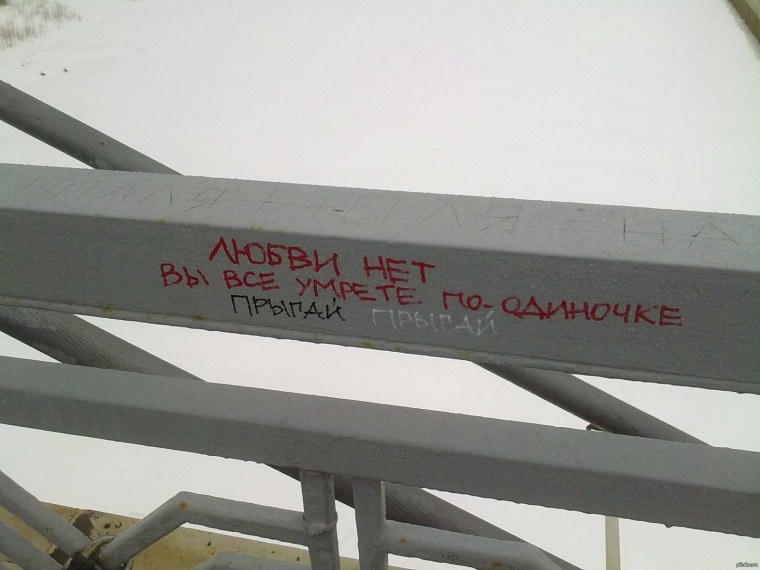 ЛЮБВИ НЕТ
ВЫ ВСЕ УМРЕТЕ ПО-ОДИНОЧКЕ
ПРЫГАЙ ПРЫГАЙ